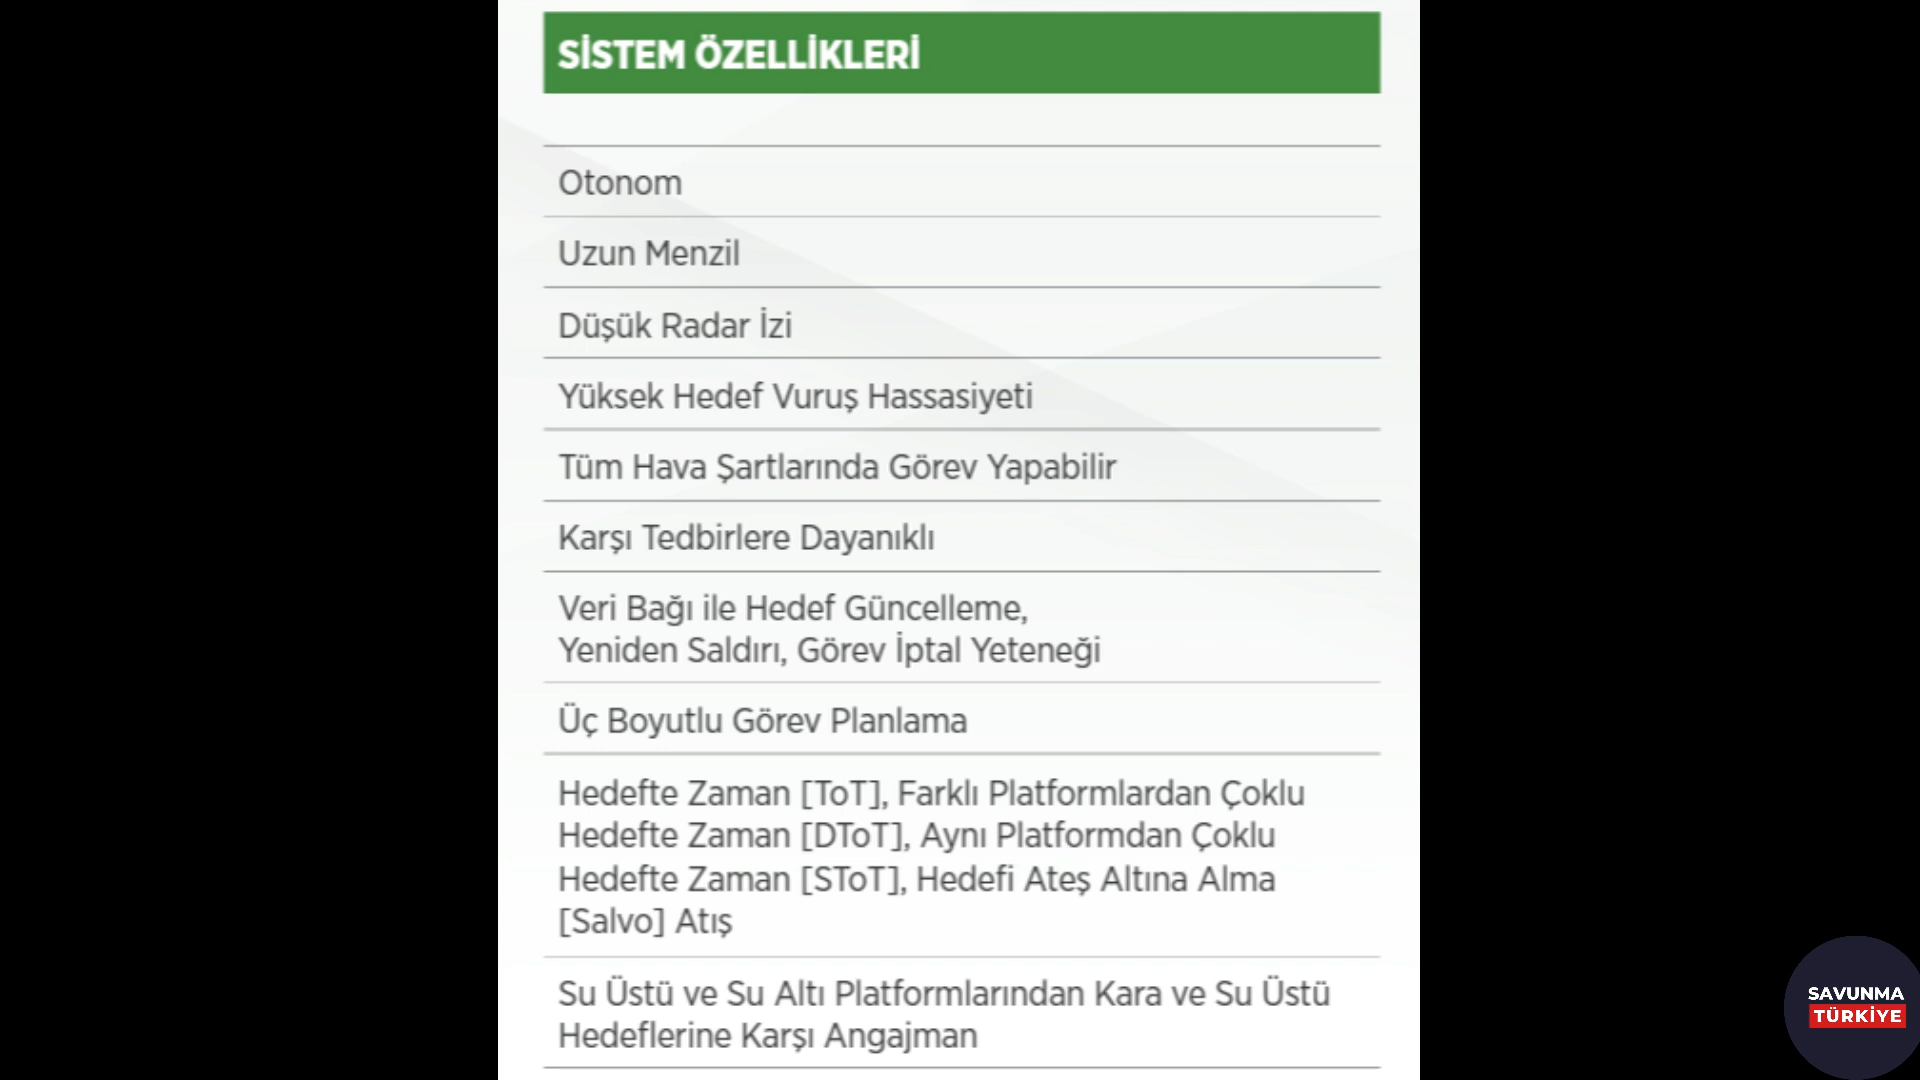 SİSTEM ÖZELLİKLERİ
Otonom
Uzun Menzil
Düşük Radar İzi
Yüksek Hedef Vuruş Hassasiyeti
Tüm Hava Şartlarında Görev Yapabilir
Karşı Tedbirlere Dayanıklı
Veri Bağı ile Hedef Güncelleme,
Yeniden Saldırı, Görev İptal Yeteneği
Üç Boyutlu Görev Planlama
Hedefte Zaman [ToT], Farklı Platformlardan Çoklu
Hedefte Zaman [DToT], Aynı Platformdan Çoklu
Hedefte Zaman [SToT], Hedefi Ateş Altına Alma
[Salvo] Atış
Su Üstü ve Su Altı Platformlarından Kara ve Su Üstü
Hedeflerine Karşı Angajman
SAVUNMA
TÜRKİYE